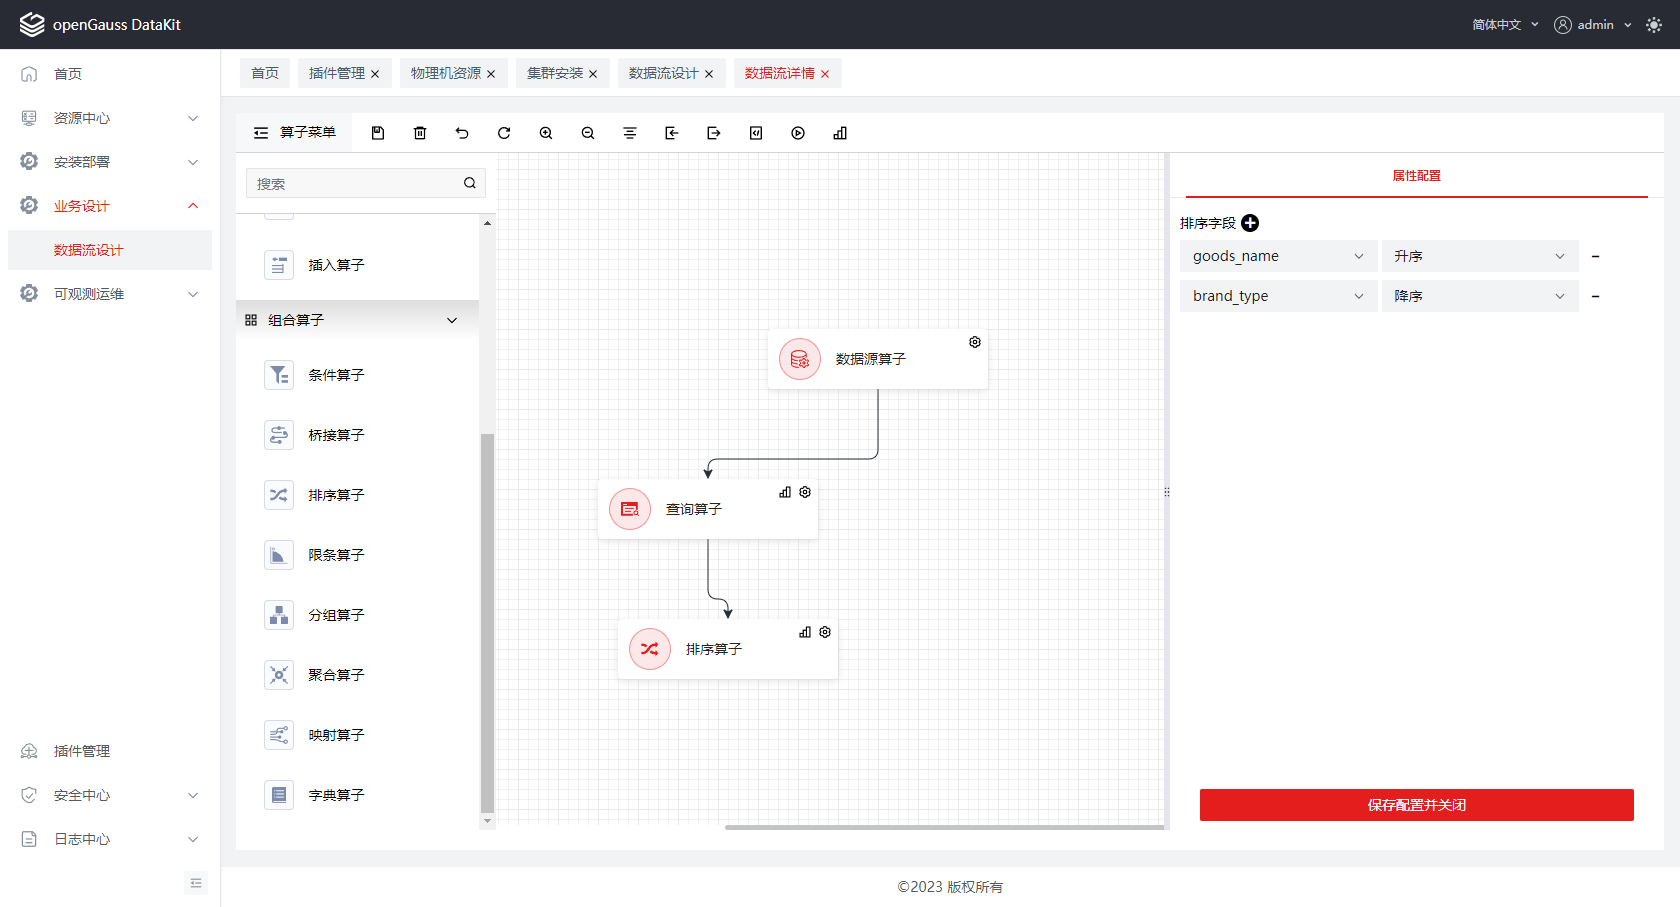 openGauss DataKit
简体中文
admin
首页
资源中心
安装部署
业务设计
数据流设计
可观测运维
插件管理
安全中心
日志中心
首页
插件管理
物理机资源
集群安装
数据流设计
数据流详情
算子菜单
搜索
插入算子
组合算子
条件算子
桥接算子
排序算子
限条算子
分组算子
聚合算子
映射算子
字典算子
数据源算子
查询算子
排序算子
属性配置
排序字段
goods_name 升序
brand_type 降序
保存配置并关闭
©2023 版权所有